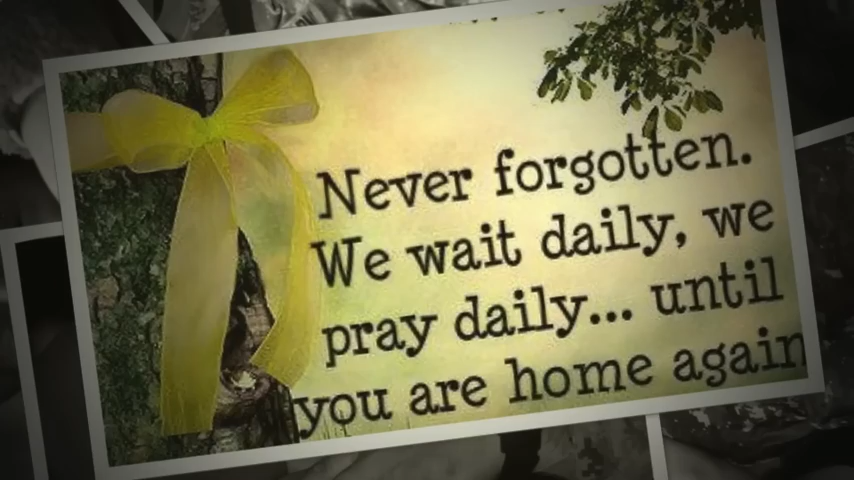 Never forgotten.
We wait daily, we
pray daily... until
you are home again